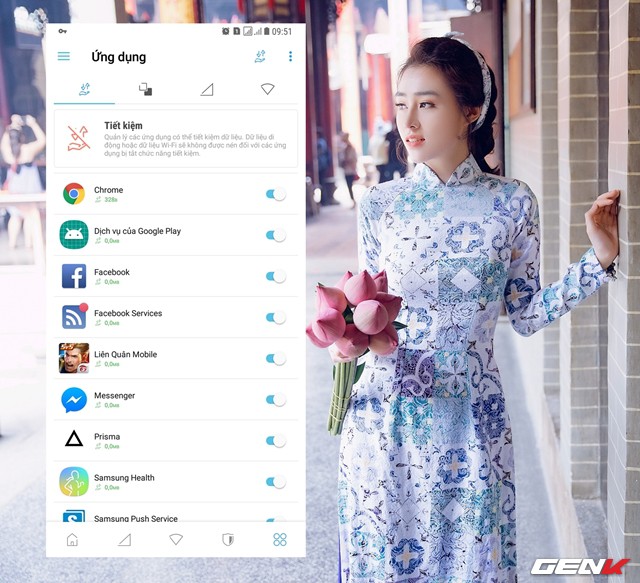 09:51
Ứng dụng
Tiết kiệm
Quản lý các ứng dụng có thể tiết kiệm dữ liệu. Dữ liệu di
động hoặc dữ liệu Wi-Fi sẽ không được nén đối với các ứng
dụng bị tắt chức năng tiết kiệm.
Chrome
328B
Dịch vụ của Google Play
0,0MB
Facebook
0,0MB
Facebook Services
0,0MB
Liên Quân Mobile
0,0MB
Messenger
0,0MB
Prisma
0,0MB
Samsung Health
0,0MB
Samsung Push Service
GENK